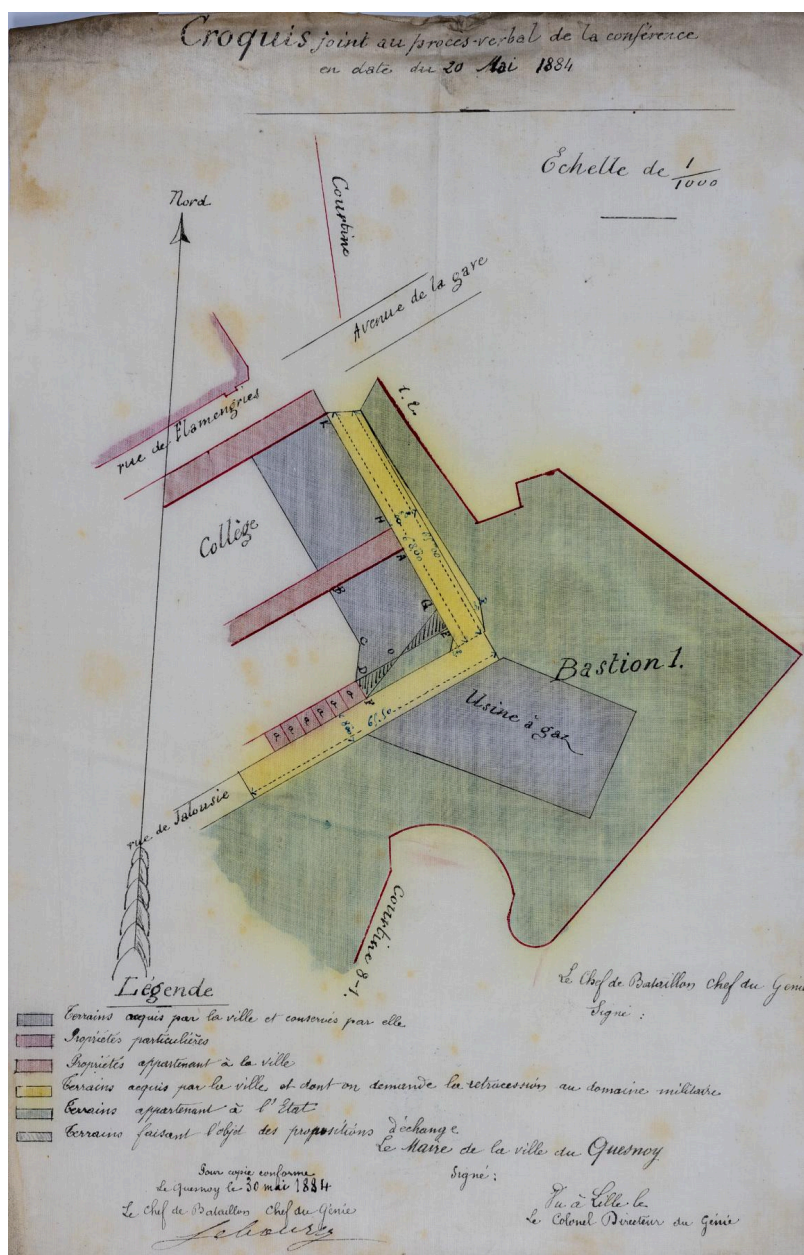 Croquis joint au procès-verbal de la conférence
en date du 20 Mai 1884
Échelle de 1/1000
Nord
Courtine
Avenue de la gare
rue de Flamengries
1.2.
Collège
F
H
A
B
C
D
G
E
O
Bastion 1.
Usine à gaz
61.50
rue de Jalousie
Courtine 8-1.
Légende
Terrains acquis par la ville et conservés par elle
Propriétés particulières
Propriétés appartenant à la ville
Terrains acquis par la ville et dont on demande la rétrocession au domaine militaire
Terrains appartenant à l'Etat
Terrains faisant l'objet des propositions d'échange
Le Chef de Bataillon chef du Génie
Signé :
Le Maire de la ville du Quesnoy
Signé :
Pour copie conforme
Le Quesnoy le 30 mai 1884
Le Chef de Bataillon Chef du Génie
Vu à Lille le
Le Colonel Directeur du Génie